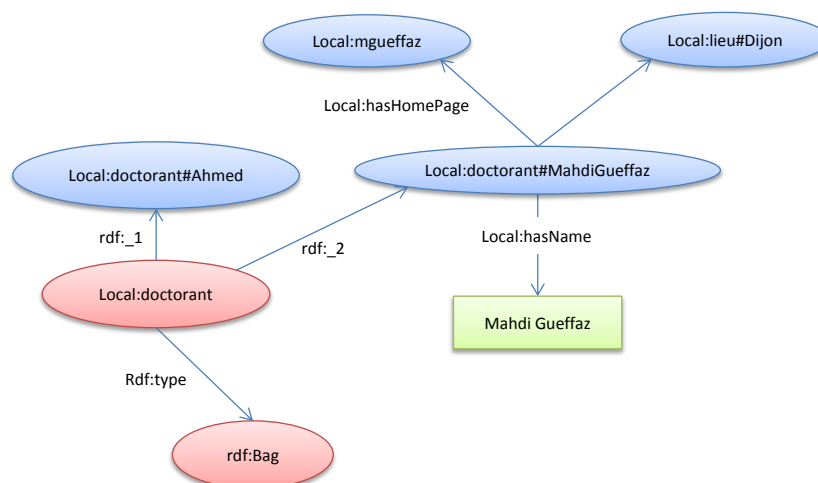 Local:mgueffaz
Local:lieu#Dijon
Local:hasHomePage
Local:doctorant#Ahmed
Local:doctorant#MahdiGueffaz
rdf:_1
rdf:_2
Local:hasName
Local:doctorant
Mahdi Gueffaz
Rdf:type
rdf:Bag